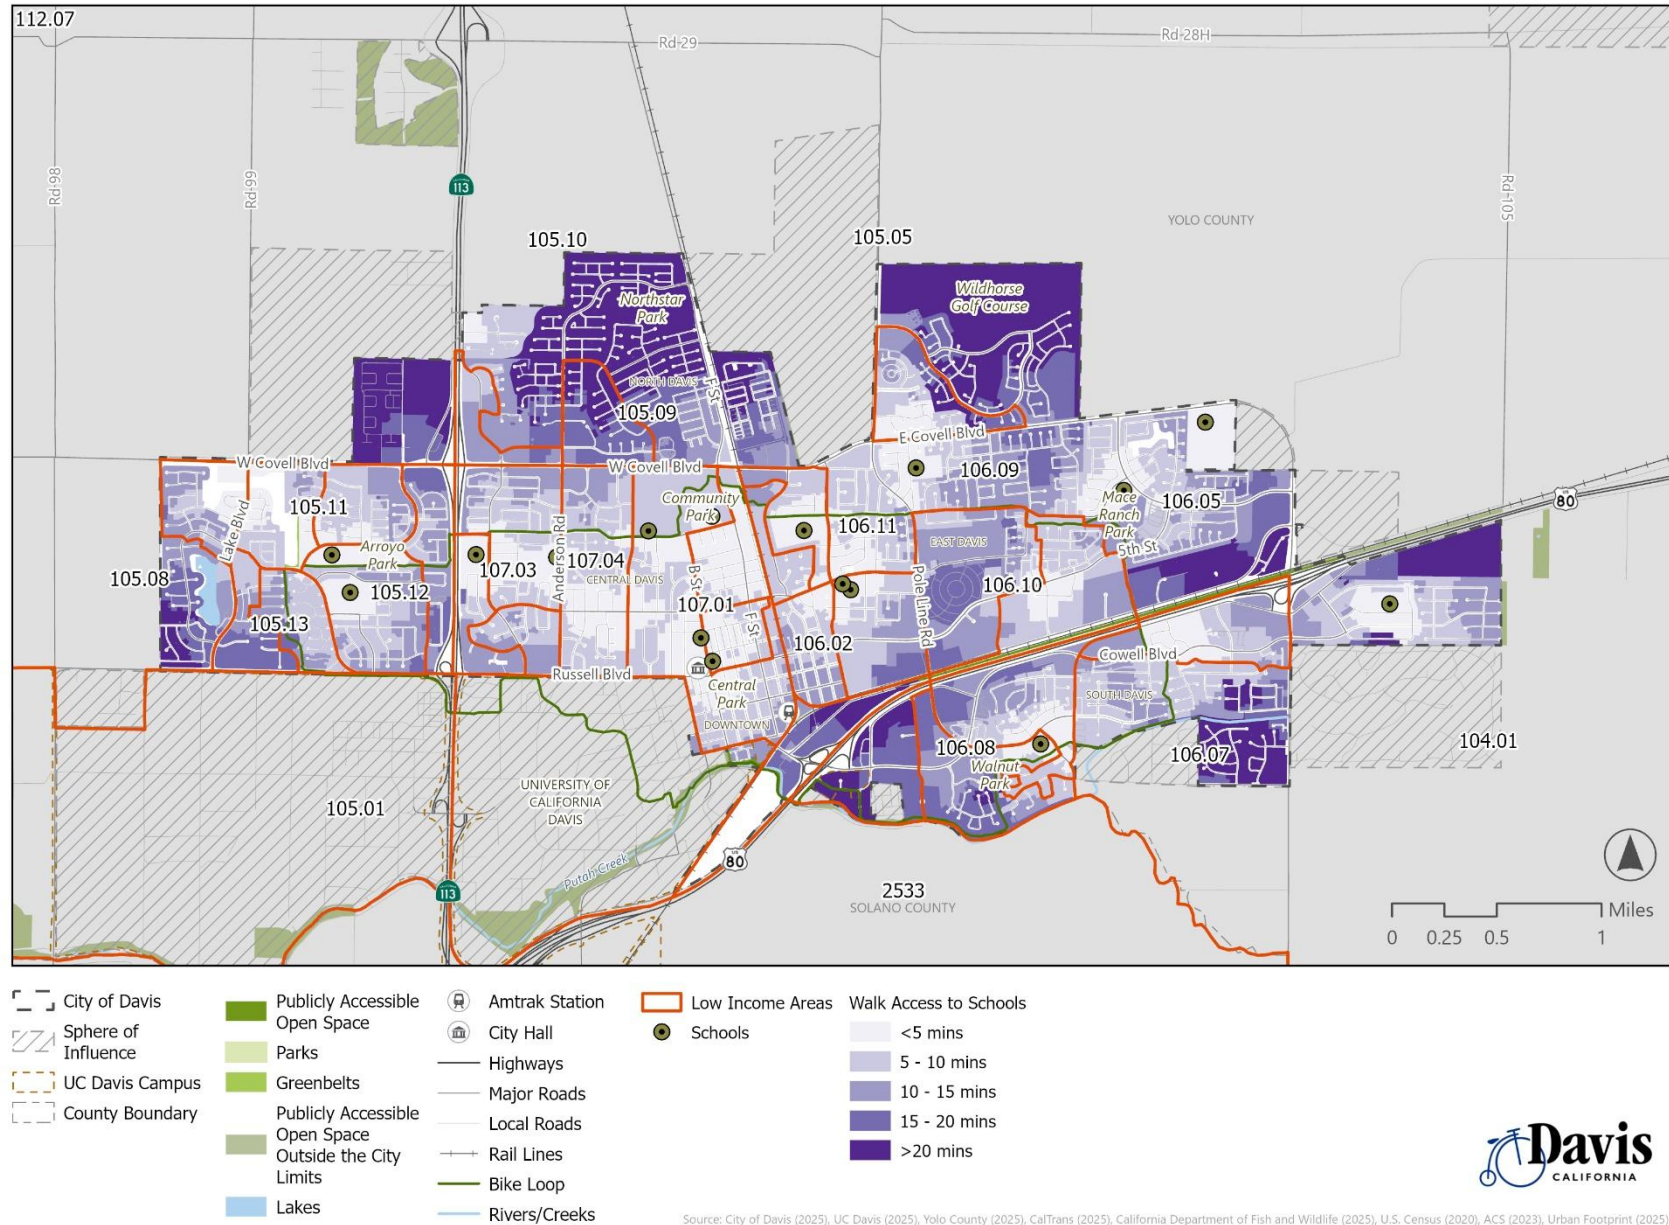 112.07
Rd 29
Rd 28H
Rd 98
Rd 99
113
Rd 105
YOLO COUNTY
105.10
105.05
Northstar
Park
Wildhorse
Golf Course
NORTH DAVIS
105.09
F St
E Covell Blvd
W Covell Blvd
W Covell Blvd
106.09
Community
Park
Mace
Ranch
Park
106.05
80
Lake Blvd
105.11
Anderson Rd
106.11
Arroyo
Park
EAST DAVIS
5th St
105.08
107.03
107.04
CENTRAL DAVIS
B St
Pole Line Rd
106.10
105.12
107.01
105.13
F St
106.02
Cowell Blvd
Russell Blvd
Central
Park
SOUTH DAVIS
DOWNTOWN
106.08
106.07
104.01
Walnut
Park
UNIVERSITY OF
CALIFORNIA
DAVIS
105.01
Putah Creek
US
80
113
2533
SOLANO COUNTY
Miles
0 0.25 0.5 1
City of Davis
Sphere of
Influence
UC Davis Campus
County Boundary
Publicly Accessible
Open Space
Parks
Greenbelts
Publicly Accessible
Open Space
Outside the City
Limits
Lakes
Amtrak Station
City Hall
Highways
Major Roads
Local Roads
Rail Lines
Bike Loop
Rivers/Creeks
Low Income Areas
Schools
Walk Access to Schools
<5 mins
5 - 10 mins
10 - 15 mins
15 - 20 mins
>20 mins
Davis
CALIFORNIA
Source: City of Davis (2025), UC Davis (2025), Yolo County (2025), CalTrans (2025), California Department of Fish and Wildlife (2025), U.S. Census (2020), ACS (2023), Urban Footprint (2025)